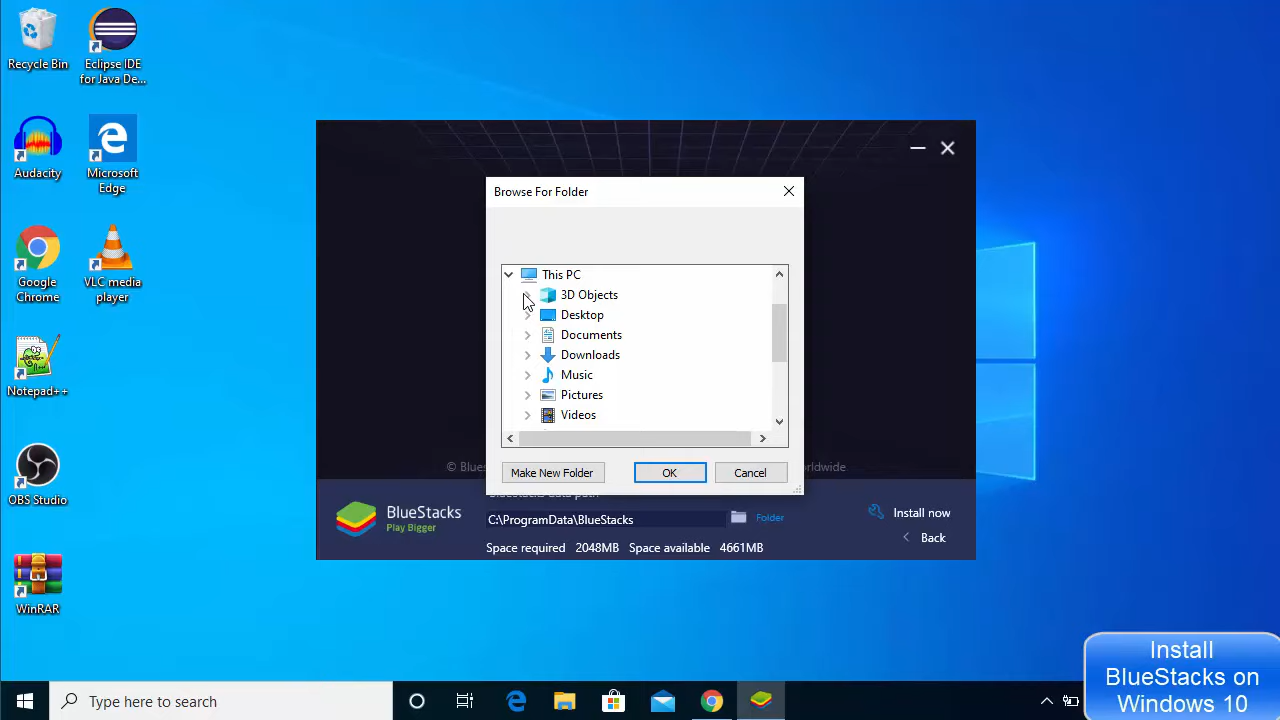 Recycle Bin
Eclipse IDE
for Java De...
Audacity
Microsoft
Edge
Google
Chrome
VLC media
player
Notepad++
OBS Studio
WinRAR
Browse For Folder
This PC
3D Objects
Desktop
Documents
Downloads
Music
Pictures
Videos
Make New Folder
OK
Cancel
BlueStacks
Play Bigger
BlueStacks data path
C:\ProgramData\BlueStacks
Folder
Space required 2048MB Space available 4661MB
Install now
Back
Type here to search
Install
BlueStacks on
Windows 10